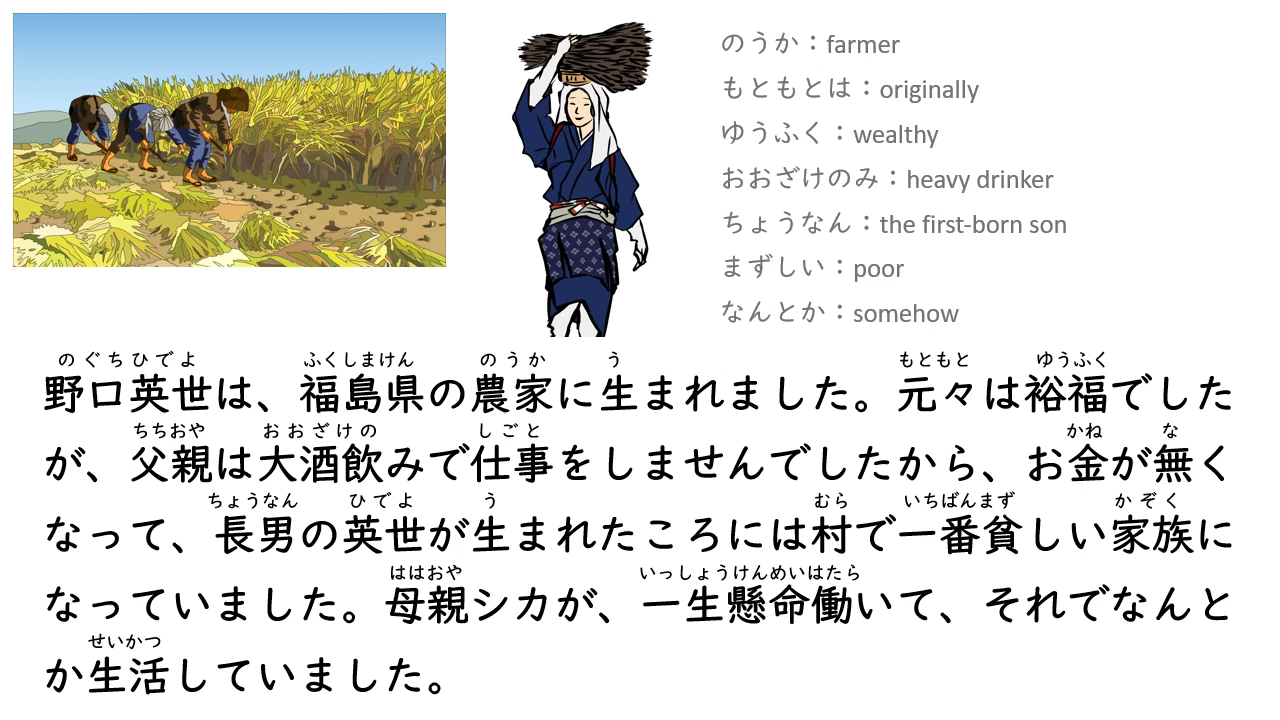 のうか：farmer
もともとは：originally
ゆうふく：wealthy
おおざけのみ：heavy drinker
ちょうなん：the first-born son
まずしい：poor
なんとか：somehow
のぐちひでよ ふくしまけん のうか う もともと ゆうふく
野口英世は、福島県の農家に生まれました。元々は裕福でした
ちちおや おおざけの しごと かね な
が、父親は大酒飲みで仕事をしませんでしたから、お金が無く
ちょうなん ひでよ う むら いちばんまず かぞく
なって、長男の英世が生まれたころには村で一番貧しい家族に
ははおや いっしょうけんめいはたら
なっていました。母親シカが、一生懸命働いて、それでなんと
せいかつ
か生活していました。